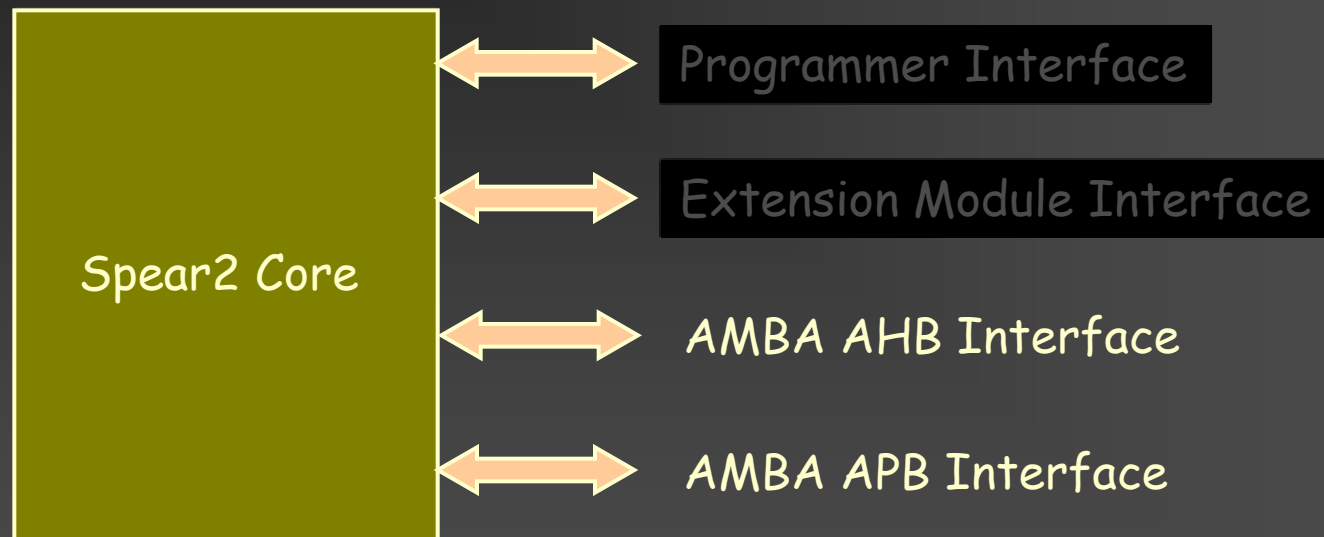 Programmer Interface
Extension Module Interface
Spear2 Core
AMBA AHB Interface
AMBA APB Interface